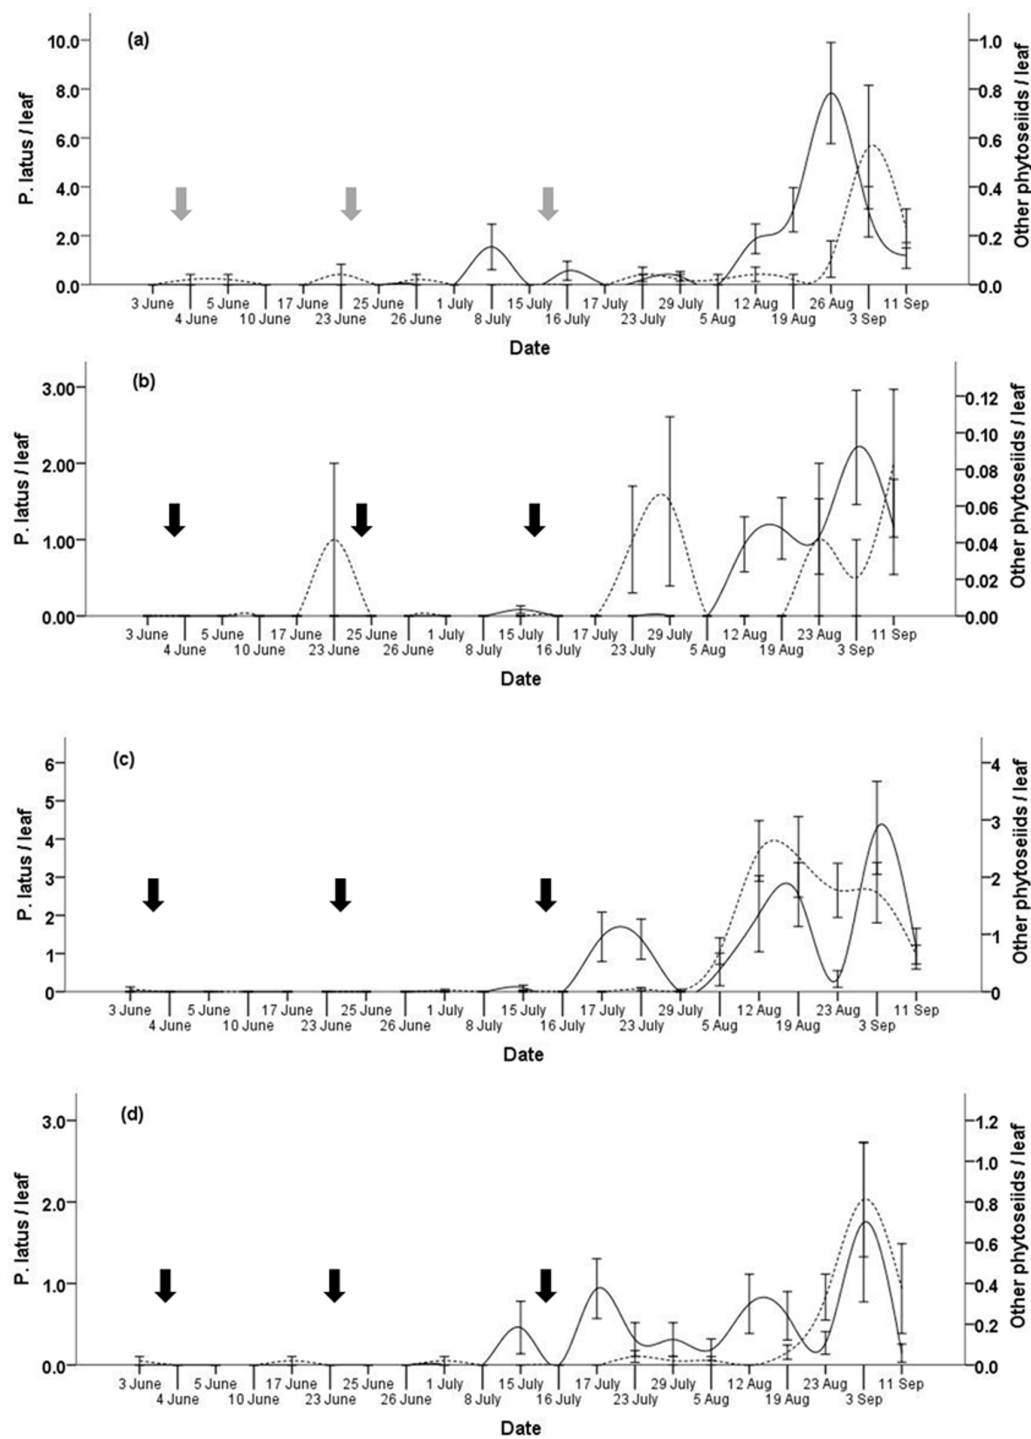 (a)
P. latus / leaf
10.0
8.0
6.0
4.0
2.0
0.0
Other phytoseiids / leaf
1.0
0.8
0.6
0.4
0.2
0.0
3 June 5 June 17 June 25 June 1 July 15 July 17 July 29 July 12 Aug 26 Aug 11 Sep
4 June 10 June 23 June 26 June 8 July 16 July 23 July 5 Aug 19 Aug 3 Sep
Date
(b)
P. latus / leaf
3.00
2.00
1.00
0.00
Other phytoseiids / leaf
0.12
0.10
0.08
0.06
0.04
0.02
0.00
3 June 5 June 17 June 25 June 1 July 15 July 17 July 29 July 12 Aug 23 Aug 11 Sep
4 June 10 June 23 June 26 June 8 July 16 July 23 July 5 Aug 19 Aug 3 Sep
Date
(c)
P. latus / leaf
6
5
4
3
2
1
0
Other phytoseiids / leaf
4
3
2
1
0
3 June 5 June 17 June 25 June 1 July 15 July 17 July 29 July 12 Aug 23 Aug 11 Sep
4 June 10 June 23 June 26 June 8 July 16 July 23 July 5 Aug 19 Aug 3 Sep
Date
(d)
P. latus / leaf
3.0
2.0
1.0
0.0
Other phytoseiids / leaf
1.2
1.0
0.8
0.6
0.4
0.2
0.0
3 June 5 June 17 June 25 June 1 July 15 July 17 July 29 July 12 Aug 23 Aug 11 Sep
4 June 10 June 23 June 26 June 8 July 16 July 23 July 5 Aug 19 Aug 3 Sep
Date